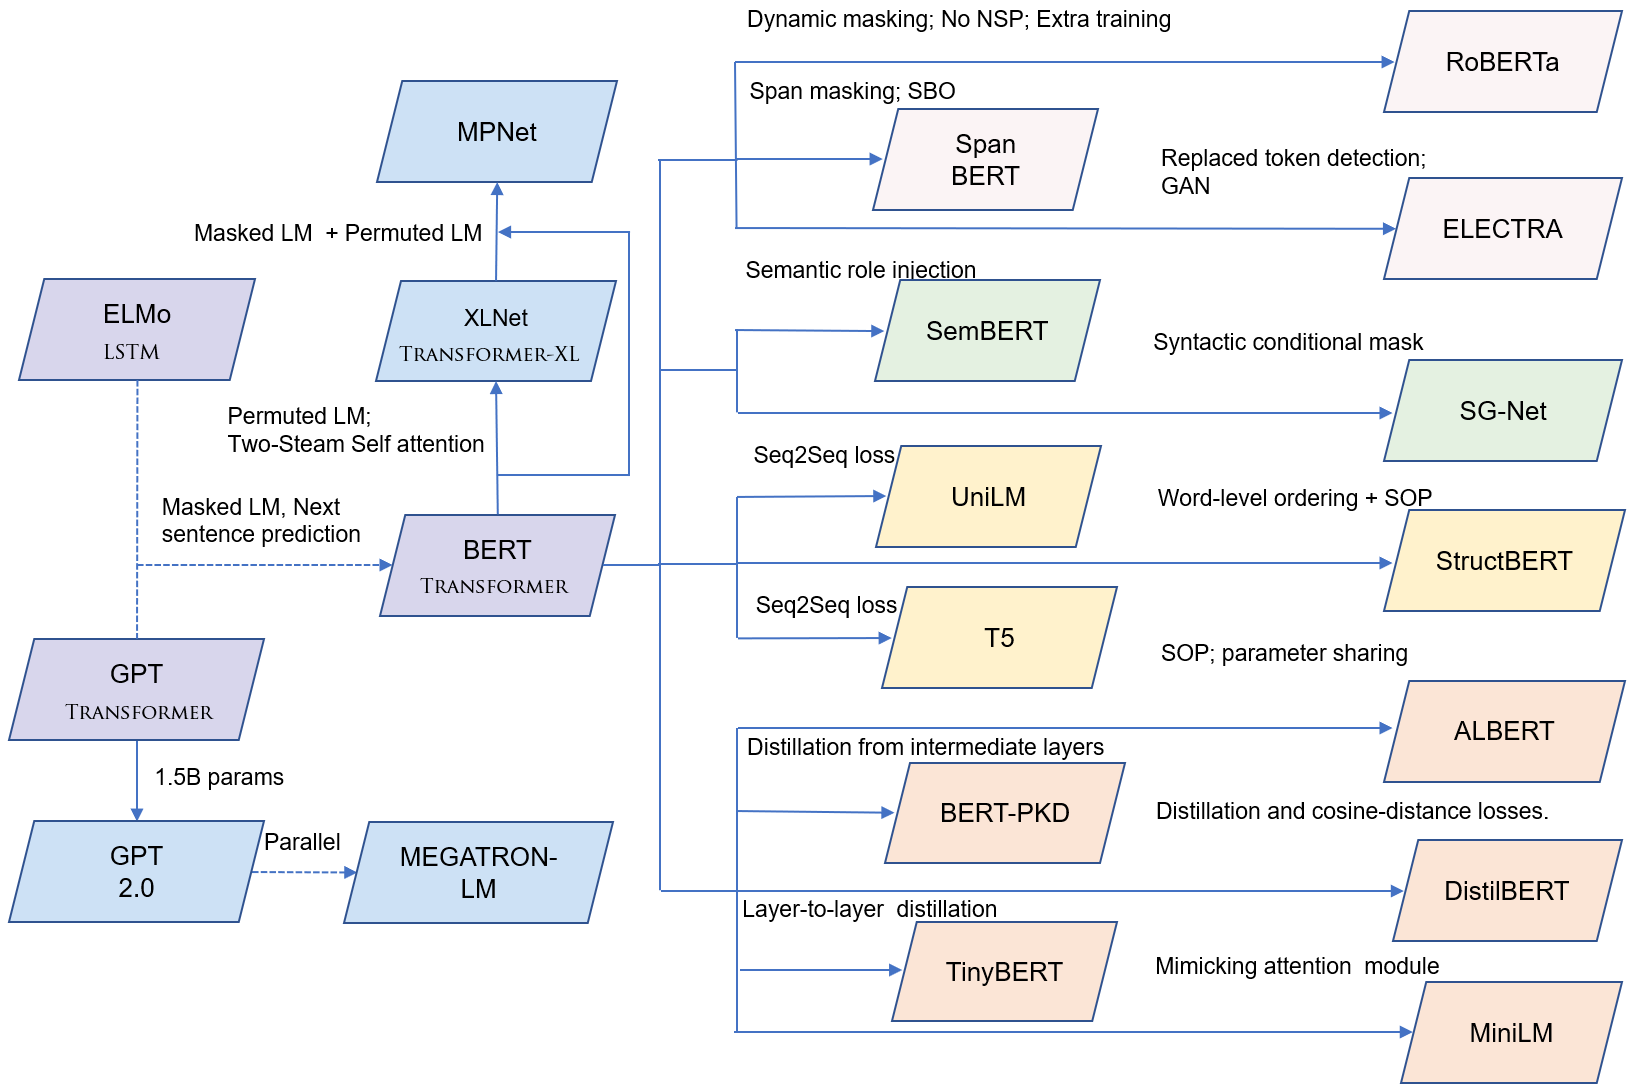 Dynamic masking; No NSP; Extra training
RoBERTa
Span masking; SBO
MPNet
Span
BERT
Replaced token detection;
GAN
ELECTRA
Masked LM  + Permuted LM
Semantic role injection
ELMo
LSTM
XLNet
Transformer-XL
SemBERT
Syntactic conditional mask
SG-Net
Permuted LM;
Two-Steam Self attention
Seq2Seq loss
UniLM
Word-level ordering + SOP
Masked LM, Next
sentence prediction
BERT
Transformer
StructBERT
Seq2Seq loss
T5
SOP; parameter sharing
GPT
Transformer
ALBERT
Distillation from intermediate layers
1.5B params
BERT-PKD
Distillation and cosine-distance losses.
Parallel
GPT
2.0
MEGATRON-
LM
DistilBERT
Layer-to-layer  distillation
TinyBERT
Mimicking attention  module
MiniLM